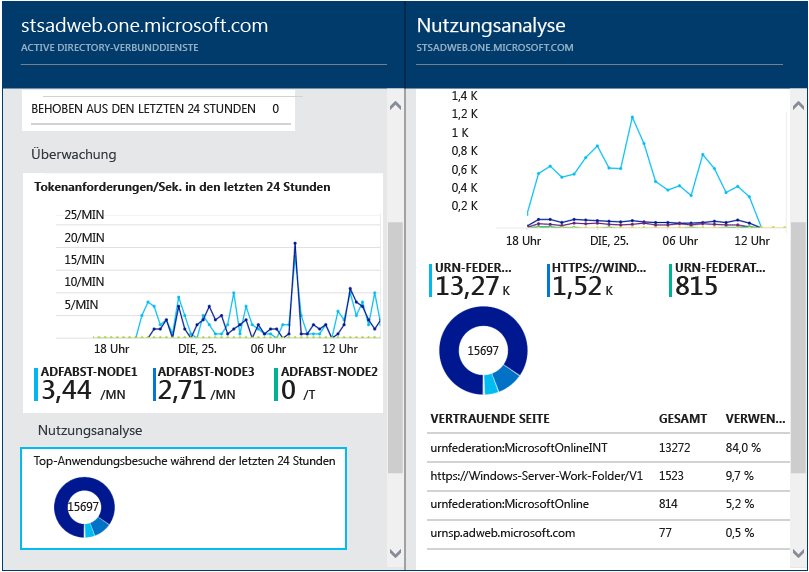 stsadweb.one.microsoft.com
ACTIVE DIRECTORY-VERBUNDDIENSTE
BEHOBEN AUS DEN LETZTEN 24 STUNDEN 0
Überwachung
Tokenanforderungen/Sek. in den letzten 24 Stunden
25/MIN
20/MIN
15/MIN
10/MIN
5/MIN
18 Uhr DIE, 25. 06 Uhr 12 Uhr
ADFABST-NODE1 ADFABST-NODE3 ADFABST-NODE2
3,44 /MN 2,71 /MN 0 /T
Nutzungsanalyse
Top-Anwendungsbesuche während der letzten 24 Stunden
15697
Nutzungsanalyse
STSADWEB.ONE.MICROSOFT.COM
1,4 K
1,2 K
1 K
0,8 K
0,6 K
0,4 K
0,2 K
18 Uhr DIE, 25. 06 Uhr 12 Uhr
URN-FEDER... HTTPS://WIND... URN-FEDERAT...
13,27 K 1,52 K 815
15697
VERTRAUENDE SEITE GESAMT VERWEN...
urnfederation:MicrosoftOnlineINT 13272 84,0 %
https://Windows-Server-Work-Folder/V1 1523 9,7 %
urnfederation:MicrosoftOnline 814 5,2 %
urnsp.adweb.microsoft.com 77 0,5 %